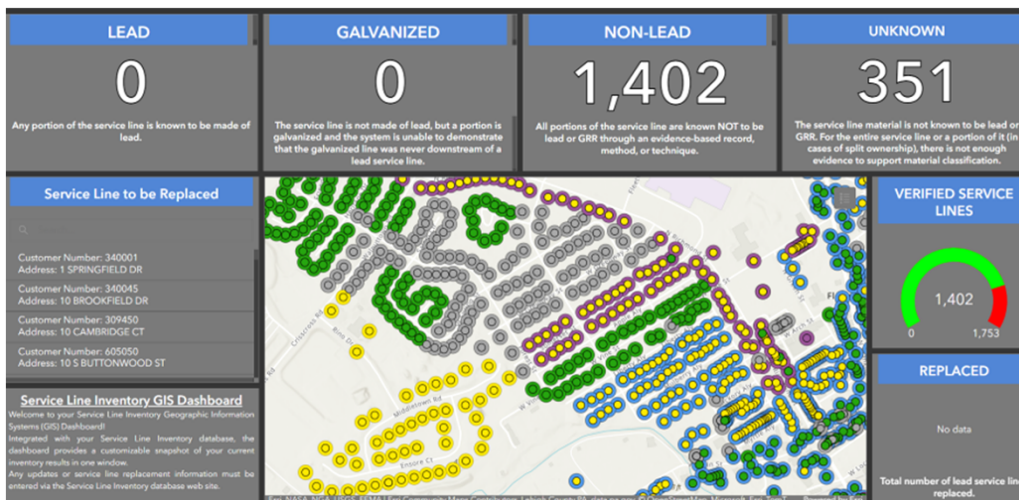 LEAD
0
Any portion of the service line is known to be made of
lead.
GALVANIZED
0
The service line is not made of lead, but a portion is
galvanized and the system is unable to demonstrate
that the galvanized line was never downstream of a
lead service line.
NON-LEAD
1,402
All portions of the service line are known NOT to be
lead or GRR through an evidence-based record,
method, or technique.
UNKNOWN
351
The service line material is not known to be lead or
GRR. For the entire service line or a portion of it (in
cases of split ownership), there is not enough
evidence to support material classification.
Service Line to be Replaced
Customer Number: 340001
Address: 1 SPRINGFIELD DR
Customer Number: 340045
Address: 10 BROOKFIELD DR
Customer Number: 309450
Address: 10 CAMBRIDGE CT
Customer Number: 605050
Address: 10 S BUTTONWOOD ST
Service Line Inventory GIS Dashboard
Welcome to your Service Line Inventory Geographic Information
Systems (GIS) Dashboard!
Integrated with your Service Line Inventory database, the
dashboard provides a customizable snapshot of your current
inventory results in one window.
Any updates or service line replacement information must be
entered via the Service Line Inventory database web site.
Criscross Rd
Rino Dr
Middletown Rd
Ensore Ct
VERIFIED SERVICE
LINES
1,402
0
1,753
REPLACED
No data
Total number of lead service lin
replaced.